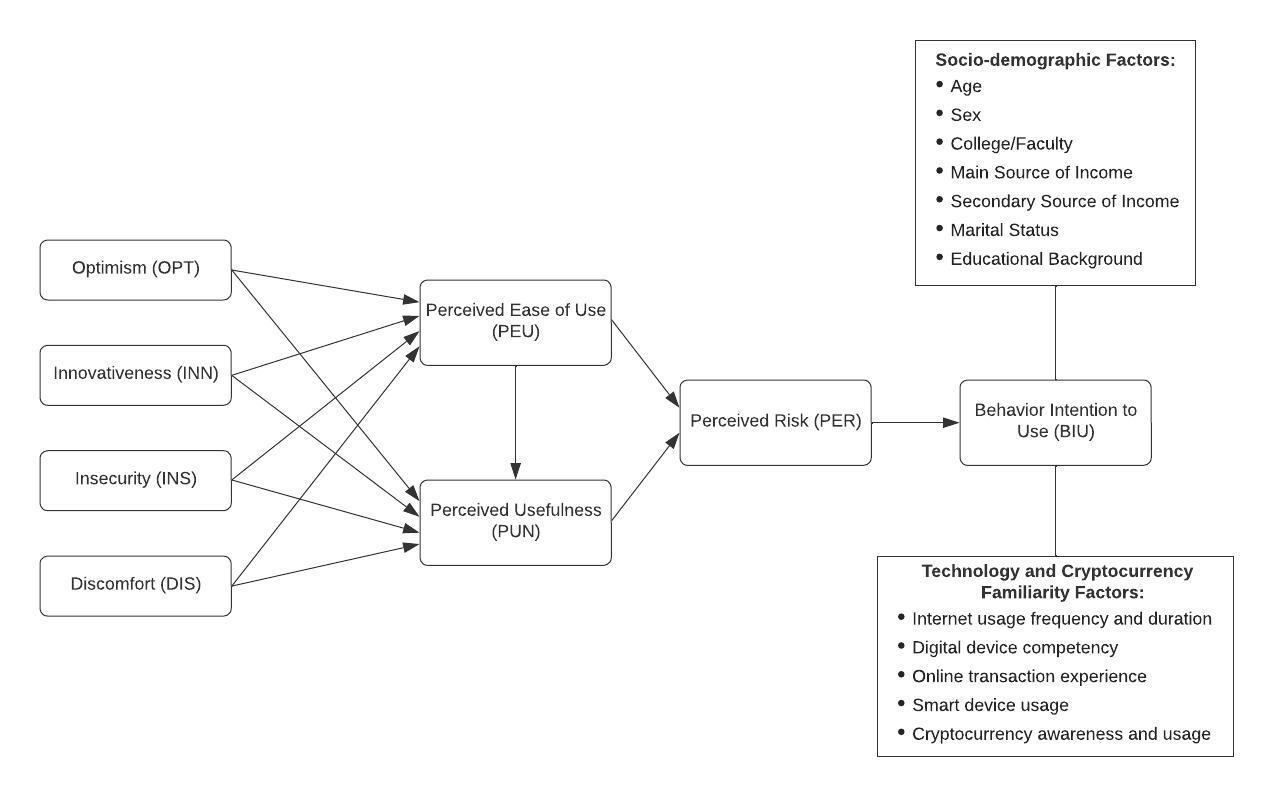 Socio-demographic Factors:
• Age
• Sex
• College/Faculty
• Main Source of Income
• Secondary Source of Income
• Marital Status
• Educational Background
Optimism (OPT)
Innovativeness (INN)
Insecurity (INS)
Discomfort (DIS)
Perceived Ease of Use
(PEU)
Perceived Usefulness
(PUN)
Perceived Risk (PER)
Behavior Intention to
Use (BIU)
Technology and Cryptocurrency
Familiarity Factors:
• Internet usage frequency and duration
• Digital device competency
• Online transaction experience
• Smart device usage
• Cryptocurrency awareness and usage